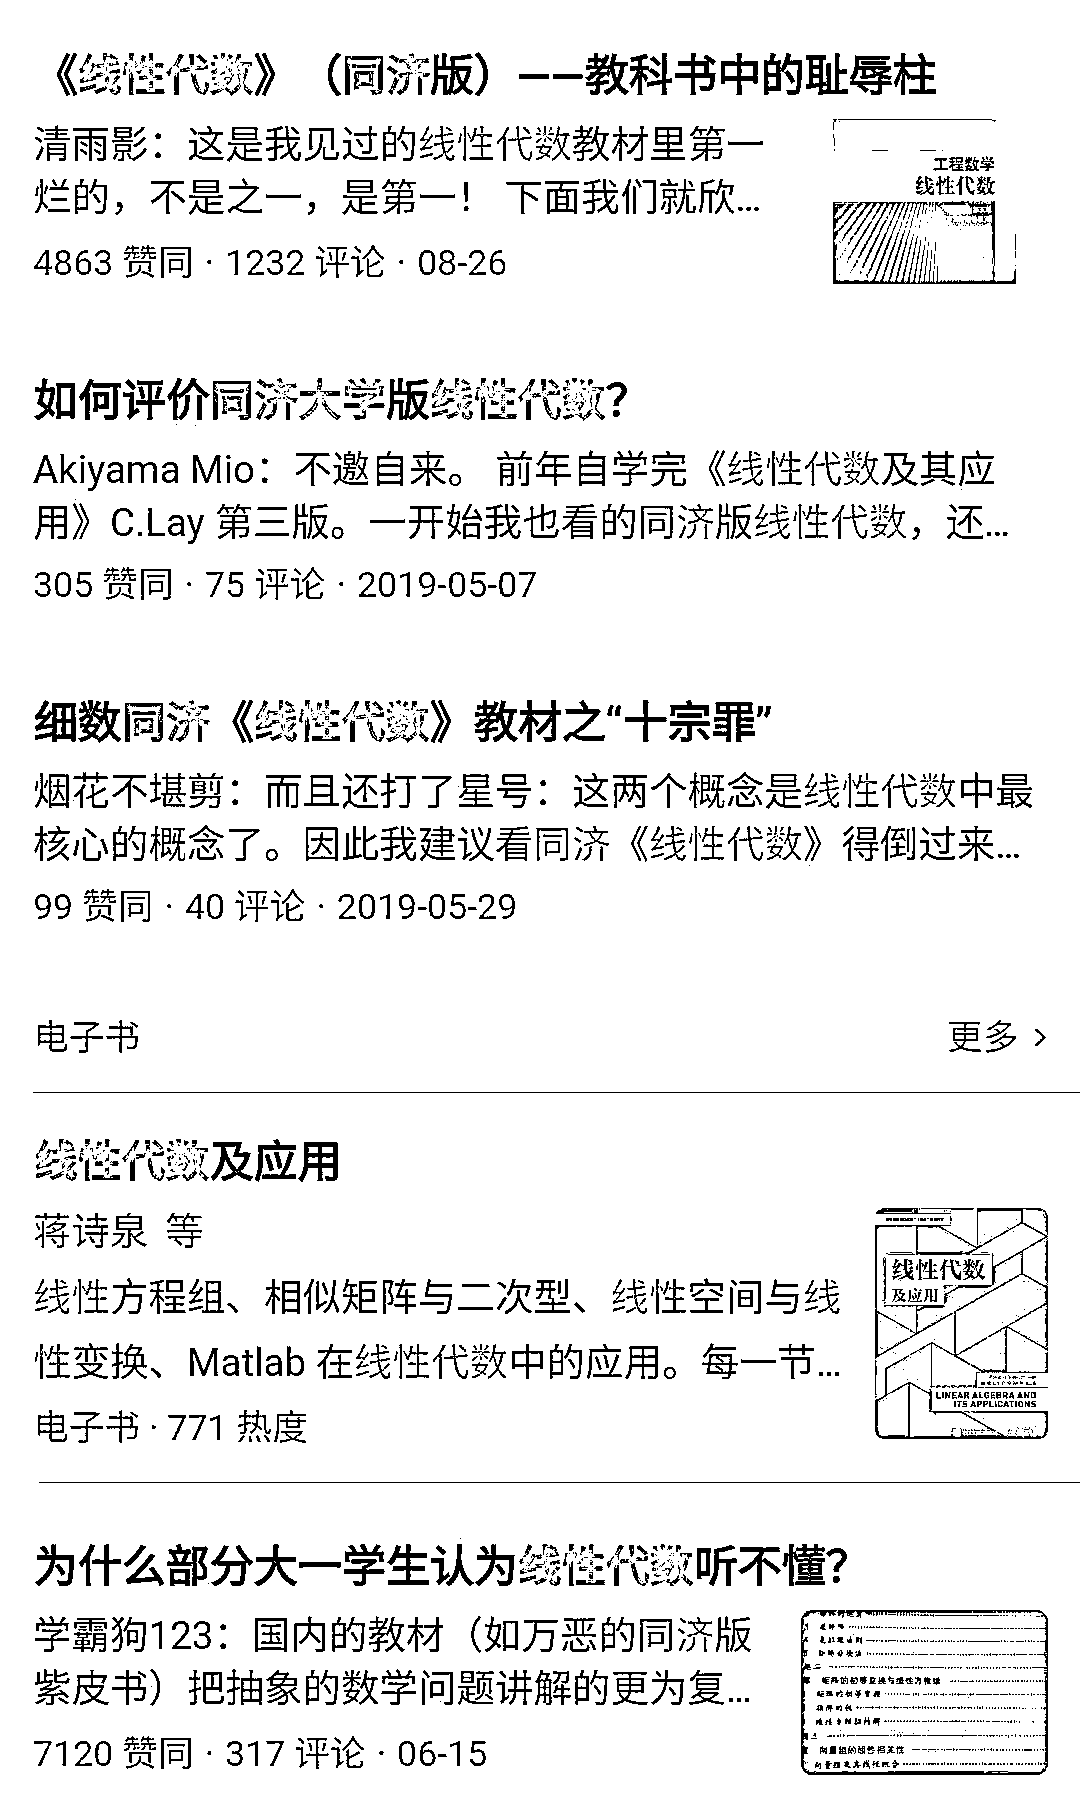 《线性代数》（同济版）——教科书中的耻辱柱
清雨影：这是我见过的线性代数教材里第一
烂的，不是之一，是第一！ 下面我们就欣...
4863 赞同 · 1232 评论 · 08-26
工程数学
线性代数
如何评价同济大学版线性代数？
Akiyama Mio：不邀自来。 前年自学完《线性代数及其应
用》C.Lay 第三版。一开始我也看的同济版线性代数，还...
305 赞同 · 75 评论 · 2019-05-07
细数同济《线性代数》教材之“十宗罪”
烟花不堪剪：而且还打了星号：这两个概念是线性代数中最
核心的概念了。因此我建议看同济《线性代数》得倒过来...
99 赞同 · 40 评论 · 2019-05-29
电子书
更多 >
线性代数及应用
蒋诗泉 等
线性方程组、相似矩阵与二次型、线性空间与线
性变换、Matlab 在线性代数中的应用。每一节...
电子书 · 771 热度
线性代数
及应用
LINEAR ALGEBRA AND
ITS APPLICATIONS
为什么部分大一学生认为线性代数听不懂？
学霸狗123：国内的教材（如万恶的同济版
紫皮书）把抽象的数学问题讲解的更为复...
7120 赞同 · 317 评论 · 06-15